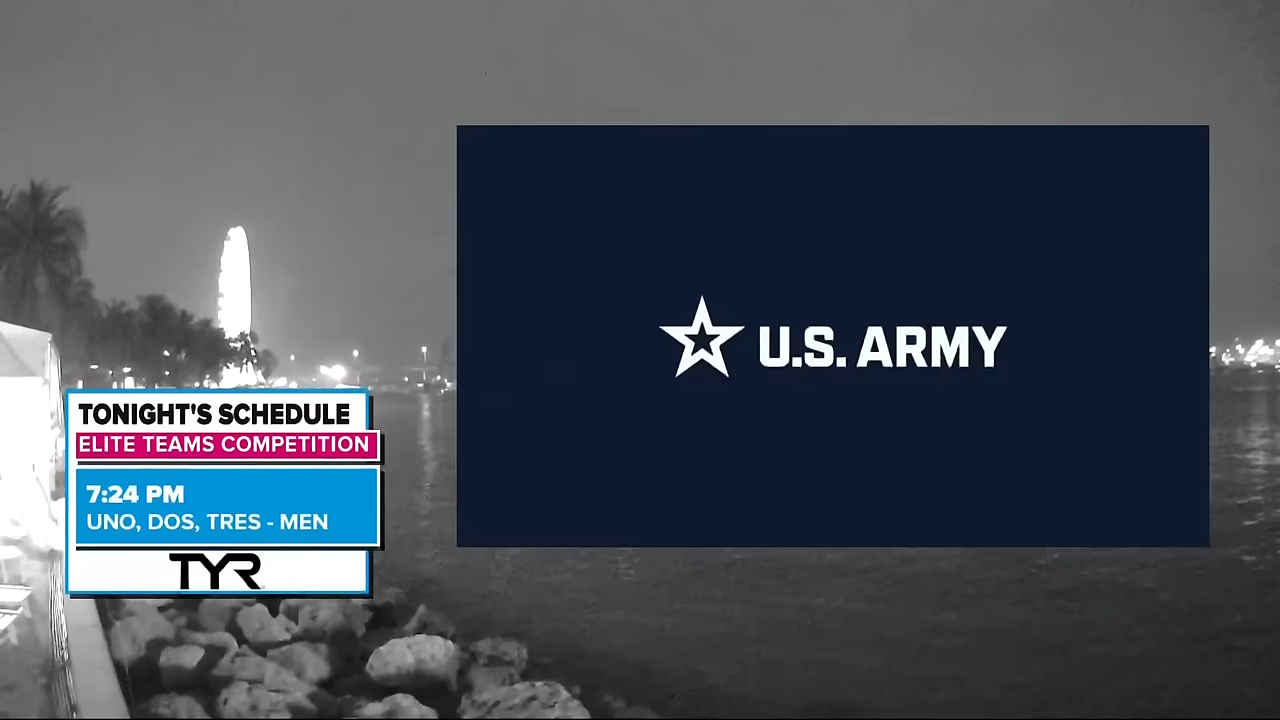 TONIGHT'S SCHEDULE
ELITE TEAMS COMPETITION
7:24 PM
UNO, DOS, TRES - MEN
TYR
U.S. ARMY